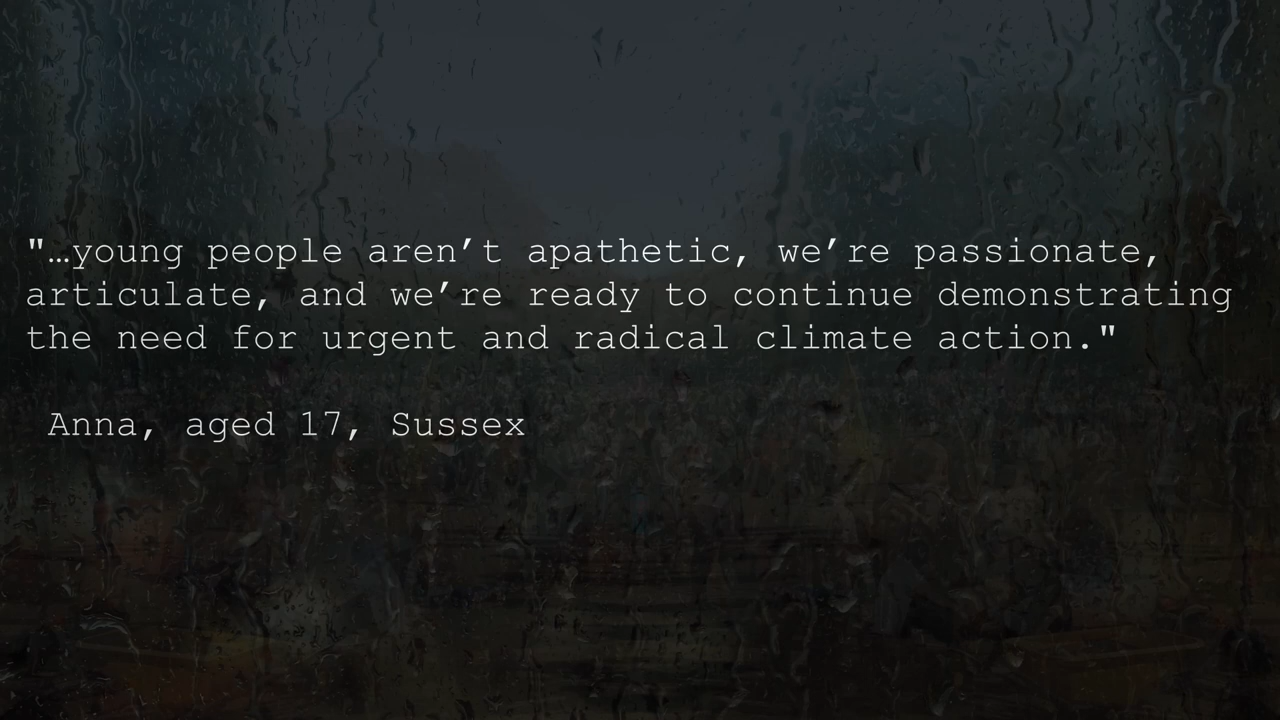 "…young people aren’t apathetic, we’re passionate,
articulate, and we’re ready to continue demonstrating
the need for urgent and radical climate action."
Anna, aged 17, Sussex